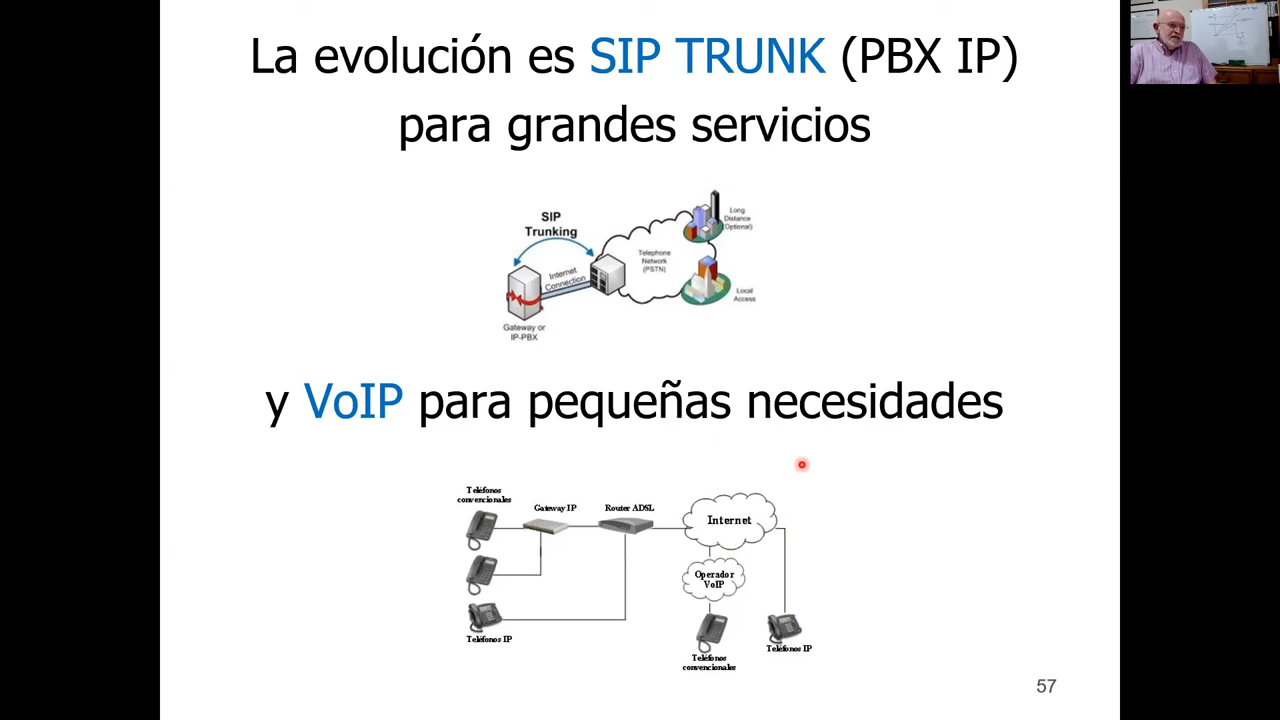 La evolución es SIP TRUNK (PBX IP)
para grandes servicios
SIP
Trunking
Internet
Connection
Gateway or
IP-PBX
Telephone
Network
(PSTN)
Long
Distance
(Optional)
Local
Access
y VoIP para pequeñas necesidades
Teléfonos
convencionales
Gateway IP
Router ADSL
Internet
Operador
VoIP
Teléfonos IP
Teléfonos
convencionales
Teléfonos IP
57